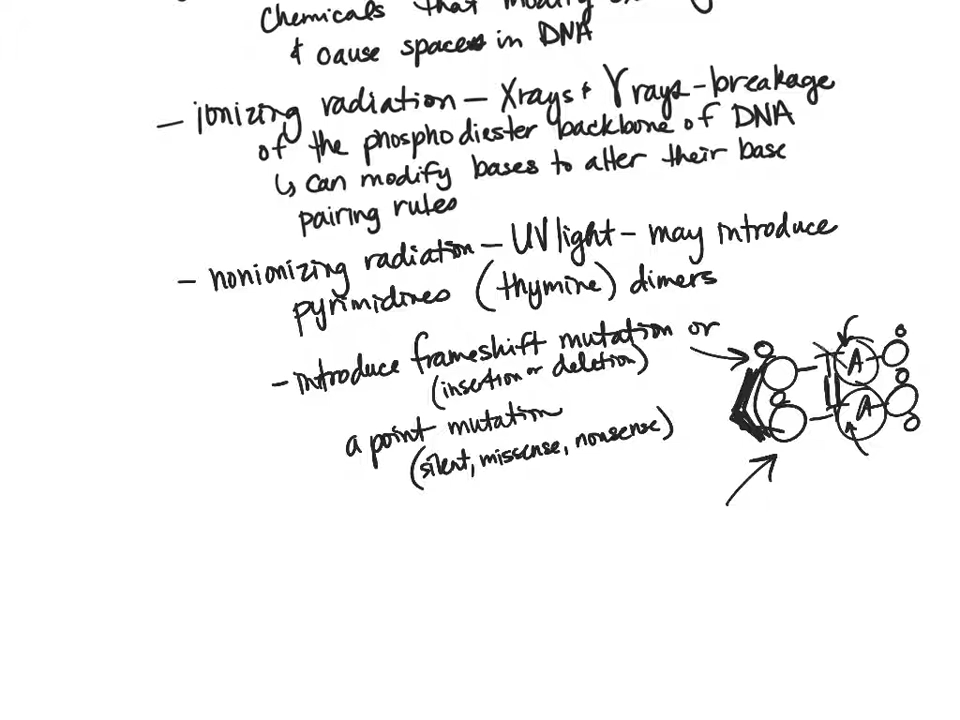 Chemicals that modify
& cause spaces in DNA
- ionizing radiation - Xrays & γ rays - breakage
of the phosphodiester backbone of DNA
↳ can modify bases to alter their base
pairing rules
- nonionizing radiation - UV light - may introduce
pyrimidines (thymine) dimers
- introduce frameshift mutation or
(insertion or deletion)
a point mutation
(silent, missense, nonsense)
T A
T A